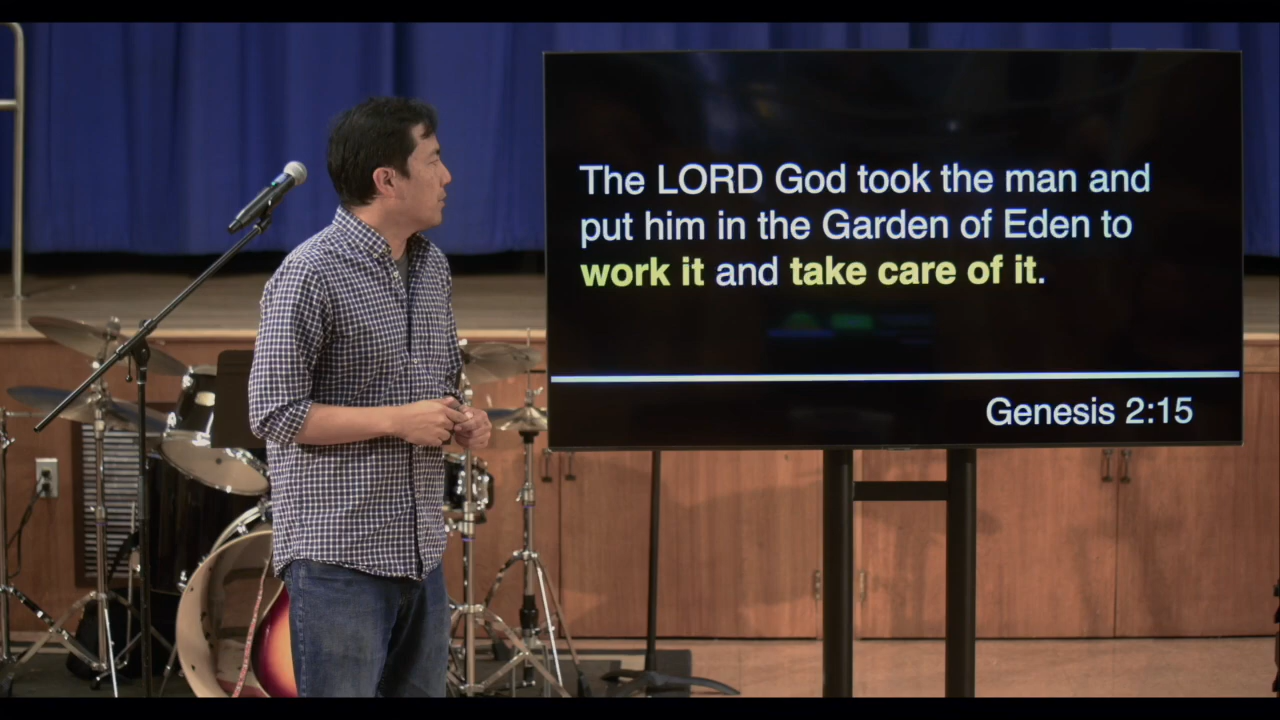 The LORD God took the man and
put him in the Garden of Eden to
work it and take care of it.
Genesis 2:15